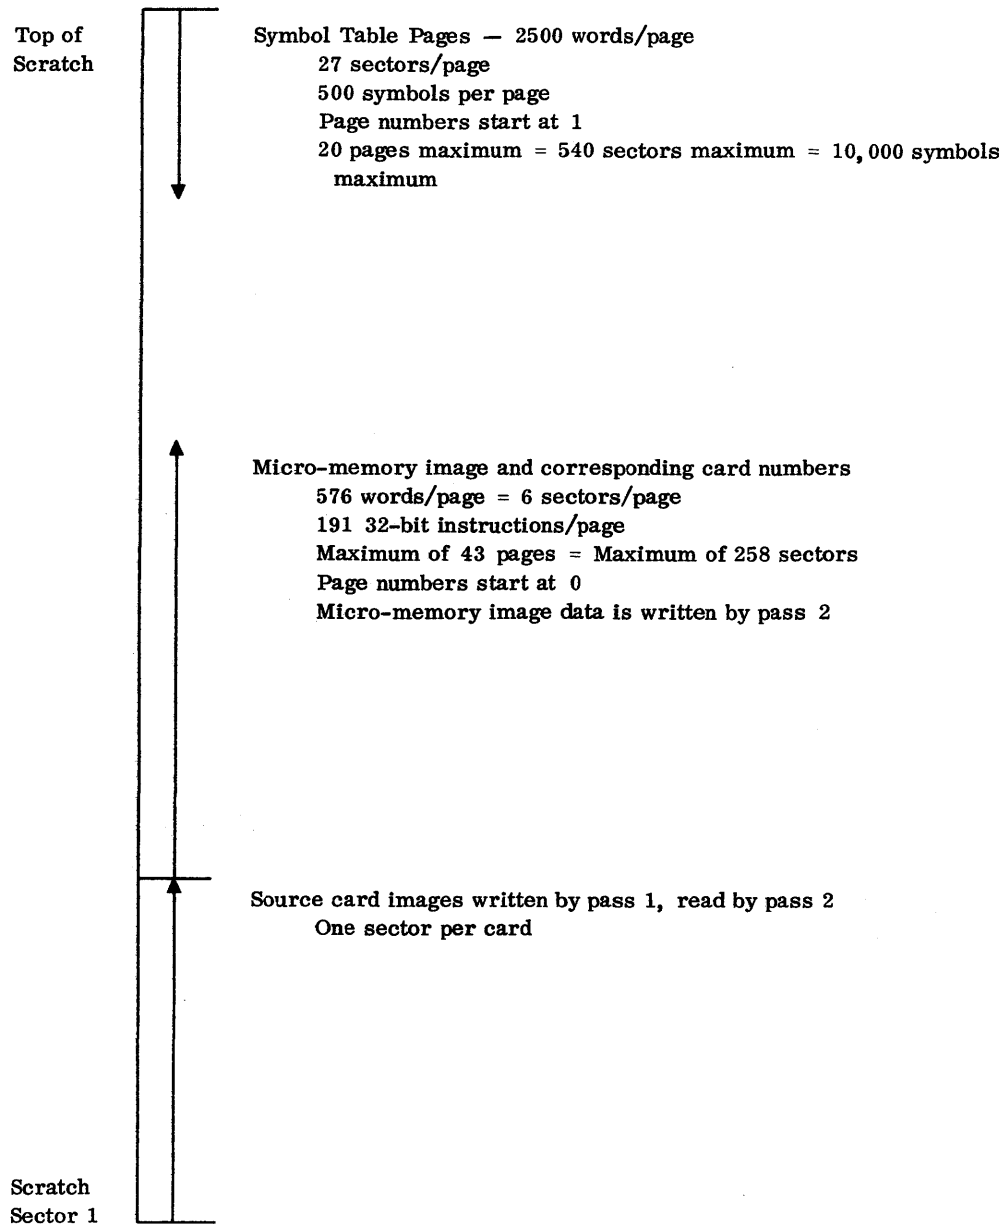 Top of
Scratch
Symbol Table Pages — 2500 words/page
27 sectors/page
500 symbols per page
Page numbers start at 1
20 pages maximum = 540 sectors maximum = 10,000 symbols
maximum
Micro-memory image and corresponding card numbers
576 words/page = 6 sectors/page
191 32-bit instructions/page
Maximum of 43 pages = Maximum of 258 sectors
Page numbers start at 0
Micro-memory image data is written by pass 2
Source card images written by pass 1, read by pass 2
One sector per card
Scratch
Sector 1